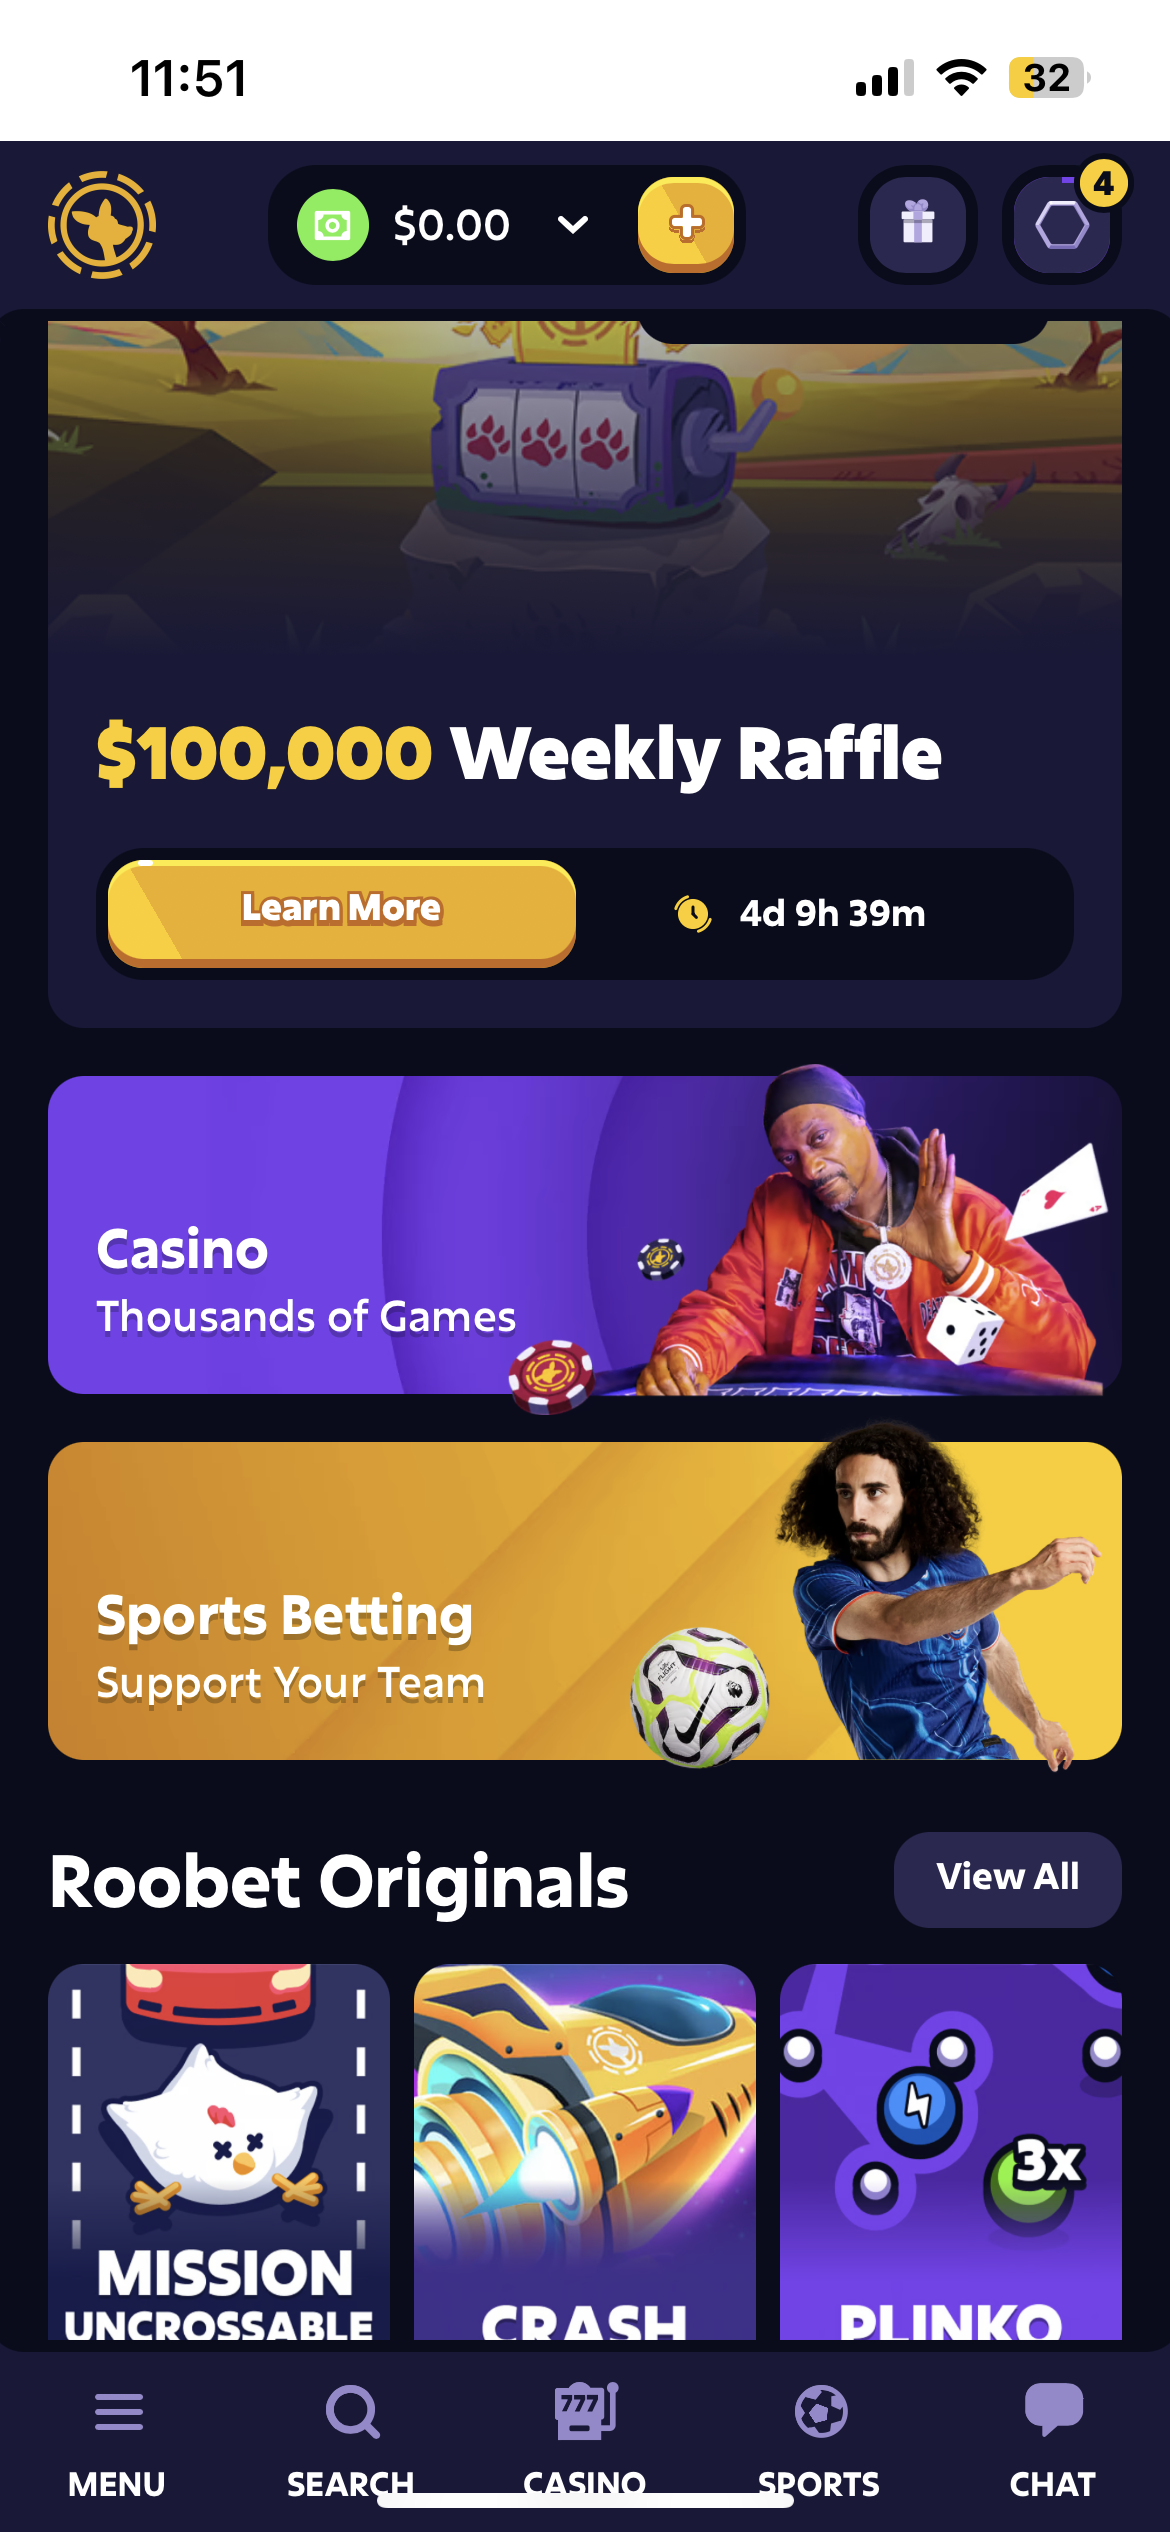 11:51
32
$0.00
4
$100,000 Weekly Raffle
Learn More
4d 9h 39m
Casino
Thousands of Games
Sports Betting
Support Your Team
Roobet Originals
View All
3x
MISSION
UNCROSSABLE
CRASH
PLINKO
777
MENU
SEARCH
CASINO
SPORTS
CHAT